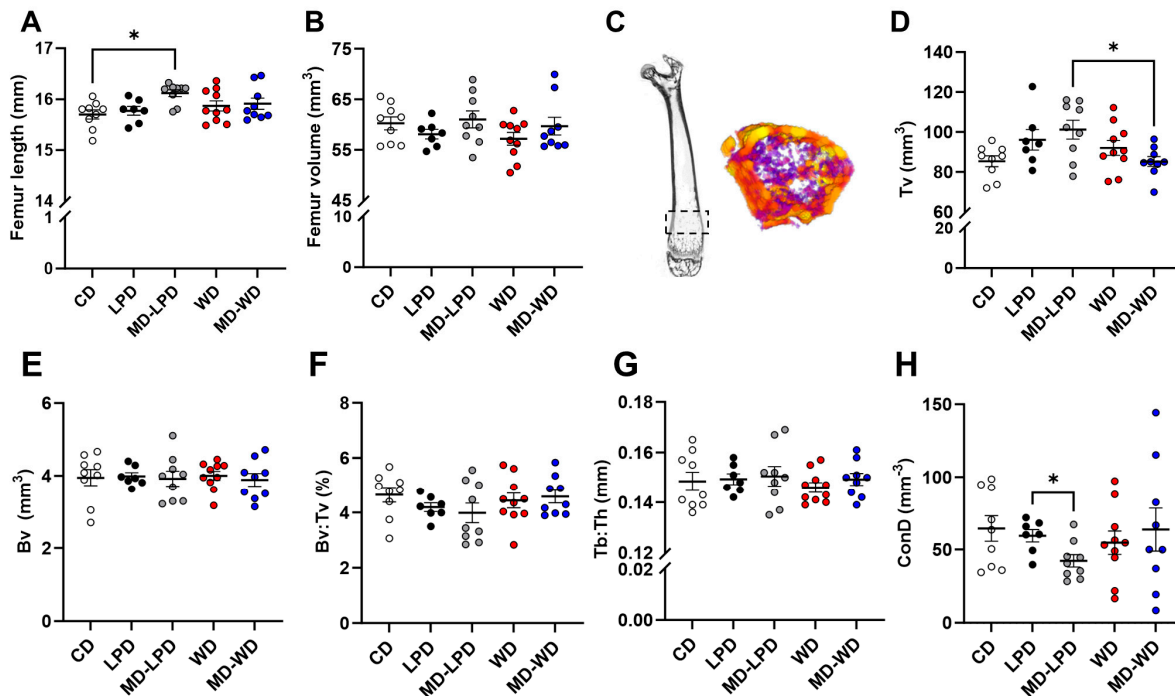 A
Femur length (mm)
17
16
15
14
1
0
*
CD
LPD
MD-LPD
WD
MD-WD
B
Femur volume (mm³)
75
65
55
45
10
0
CD
LPD
MD-LPD
WD
MD-WD
C
D
Tv (mm³)
140
120
100
80
60
20
0
*
CD
LPD
MD-LPD
WD
MD-WD
E
Bv (mm³)
6
4
2
0
CD
LPD
MD-LPD
WD
MD-WD
F
Bv:Tv (%)
8
6
4
2
0
CD
LPD
MD-LPD
WD
MD-WD
G
Tb:Th (mm)
0.18
0.16
0.14
0.12
0.02
0.00
CD
LPD
MD-LPD
WD
MD-WD
H
ConD (mm⁻³)
150
100
50
0
*
CD
LPD
MD-LPD
WD
MD-WD